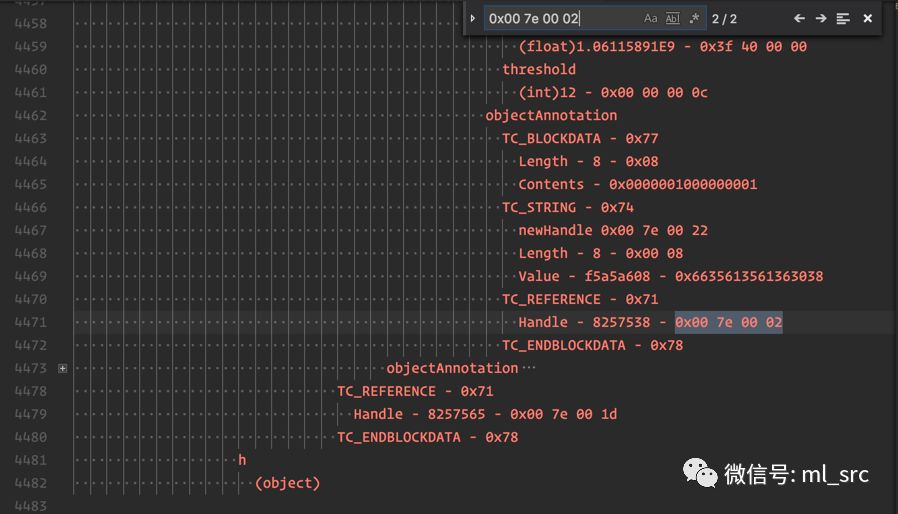 0x00 7e 00 02 Aa Abl .* 2 / 2
4458
4459 (float)1.06115891E9 - 0x3f 40 00 00
4460 threshold
4461 (int)12 - 0x00 00 00 0c
4462 objectAnnotation
4463 TC_BLOCKDATA - 0x77
4464 Length - 8 - 0x08
4465 Contents - 0x0000001000000001
4466 TC_STRING - 0x74
4467 newHandle 0x00 7e 00 22
4468 Length - 8 - 0x00 08
4469 Value - f5a5a608 - 0x6635613561363038
4470 TC_REFERENCE - 0x71
4471 Handle - 8257538 - 0x00 7e 00 02
4472 TC_ENDBLOCKDATA - 0x78
4473 objectAnnotation ···
4478 TC_REFERENCE - 0x71
4479 Handle - 8257565 - 0x00 7e 00 1d
4480 TC_ENDBLOCKDATA - 0x78
4481 h
4482 (object)
4483
微信号: ml_src